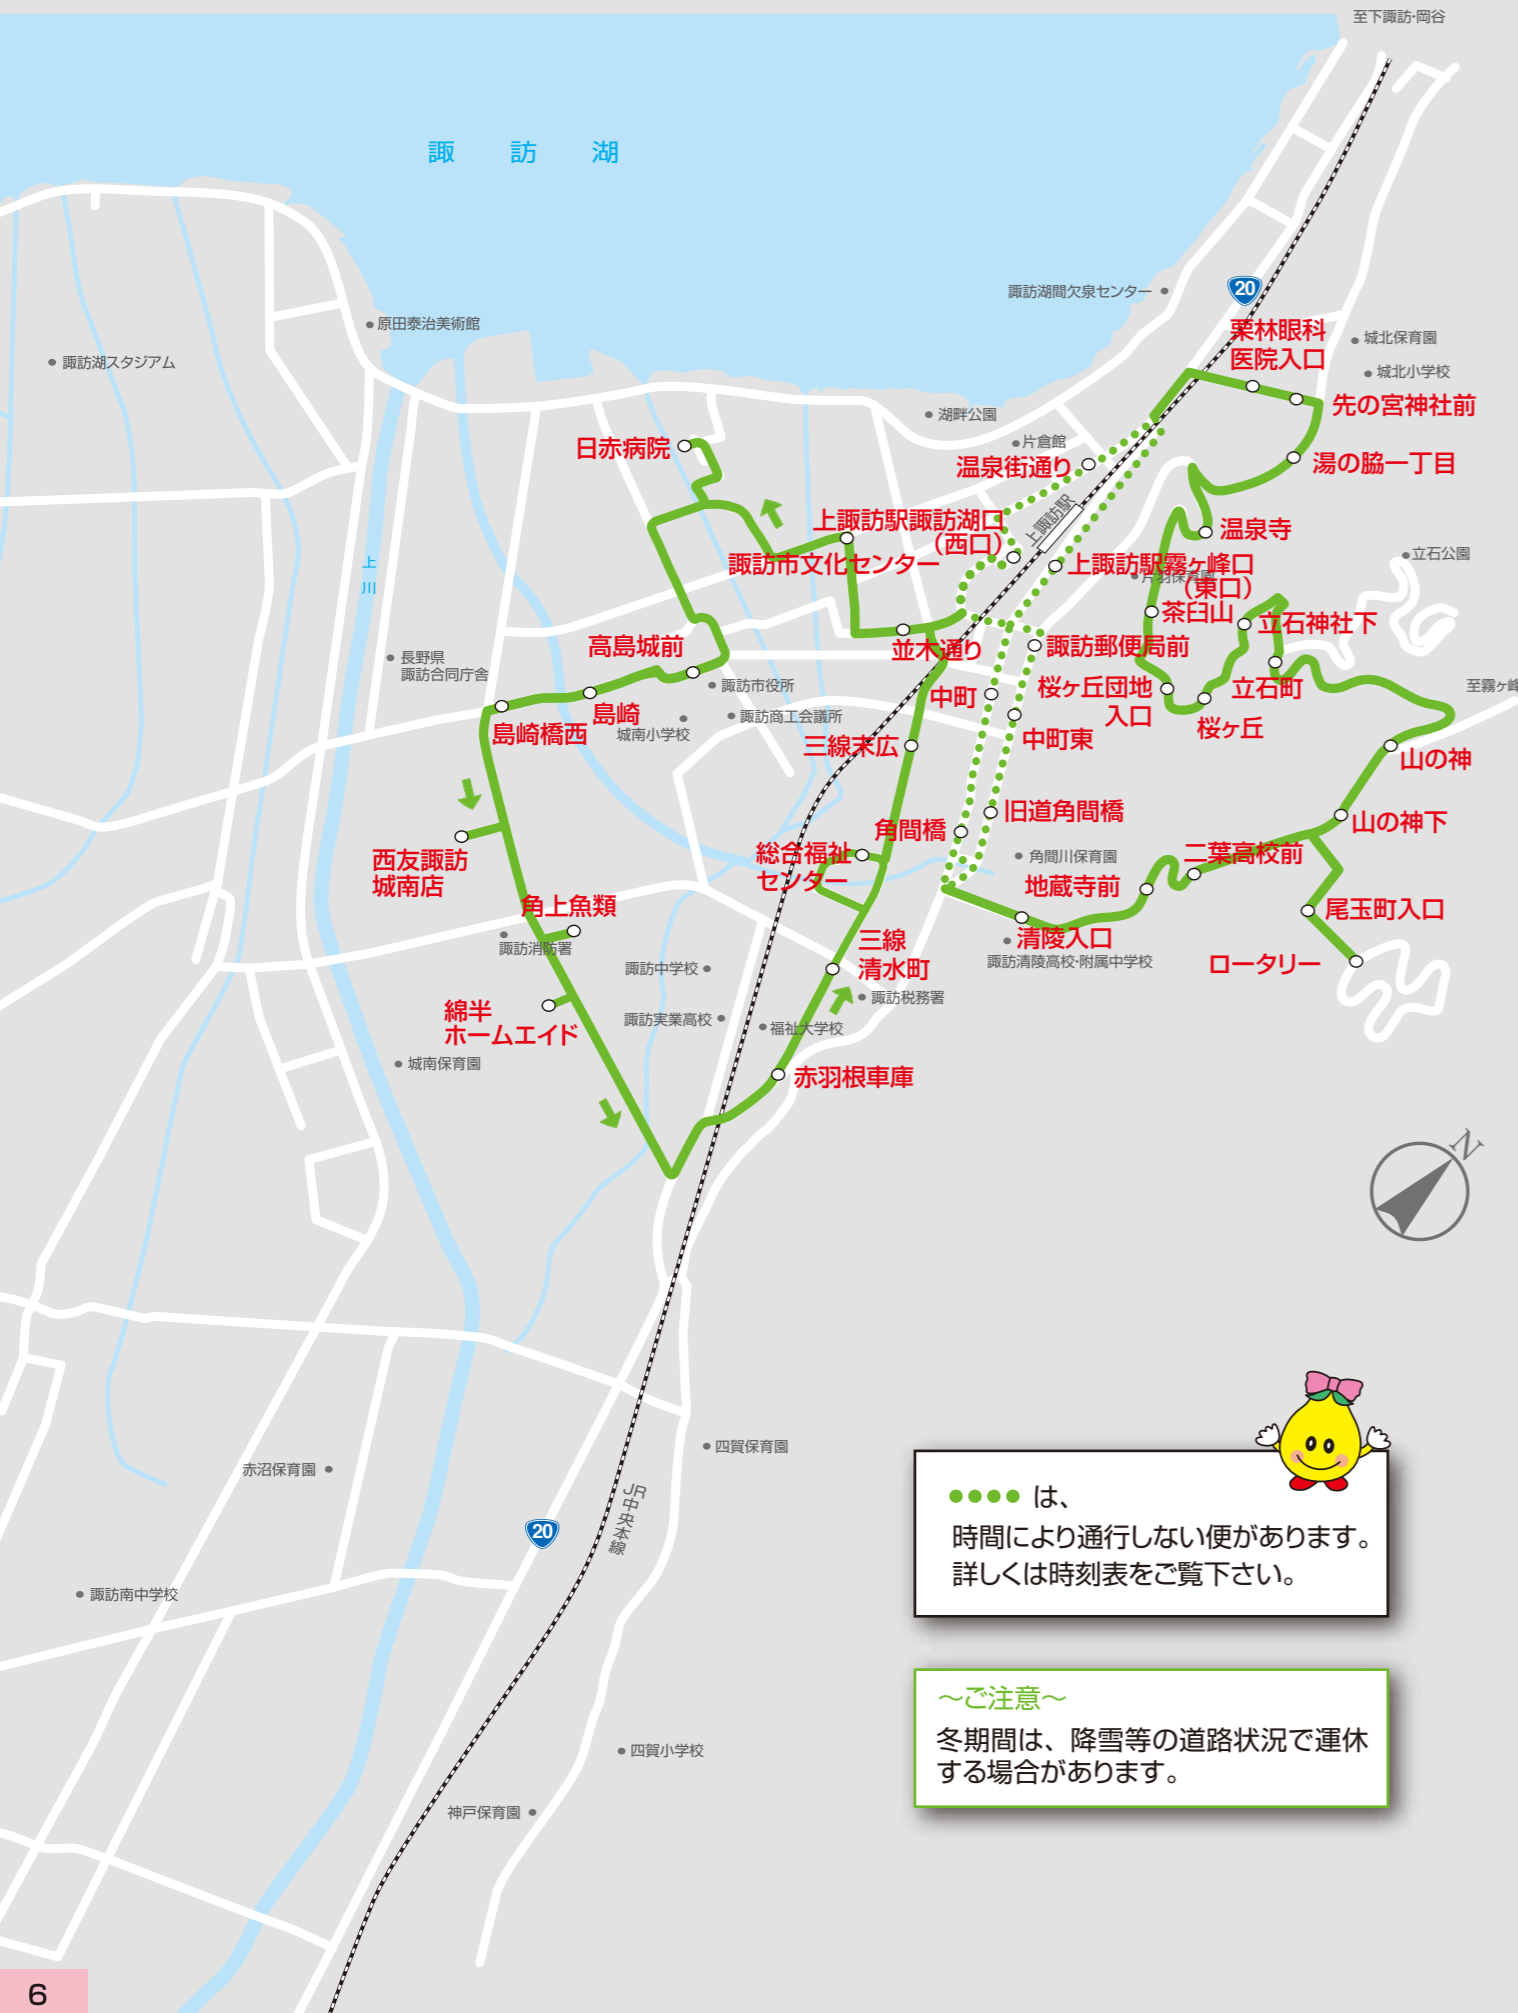 至下諏訪・岡谷
諏 訪 湖
諏訪湖間欠泉センター
20
原田泰治美術館
諏訪湖スタジアム
栗林眼科
医院入口
城北保育園
城北小学校
先の宮神社前
湖畔公園
片倉館
日赤病院
温泉街通り
湯の脇一丁目
上諏訪駅
上諏訪駅諏訪湖口
(西口)
温泉寺
諏訪市文化センター
上諏訪駅霧ヶ峰口
(東口)
片羽保育園
立石公園
上
川
茶臼山
立石神社下
高島城前
並木通り
諏訪郵便局前
長野県
諏訪合同庁舎
諏訪市役所
中町
桜ヶ丘団地
入口
立石町
至霧ヶ峰
島崎
島崎橋西
城南小学校
諏訪商工会議所
桜ヶ丘
三線末広
中町東
山の神
旧道角間橋
山の神下
角間橋
西友諏訪
城南店
総合福祉
センター
角間川保育園
二葉高校前
地蔵寺前
角上魚類
尾玉町入口
諏訪消防署
三線
清水町
清陵入口
諏訪清陵高校・附属中学校
ロータリー
諏訪中学校
諏訪税務署
綿半
ホームエイド
諏訪実業高校
福祉大学校
城南保育園
赤羽根車庫
N
四賀保育園
赤沼保育園
JR中央本線
20
は、
時間により通行しない便があります。
詳しくは時刻表をご覧下さい。
諏訪南中学校
～ご注意～
冬期間は、降雪等の道路状況で運休
する場合があります。
四賀小学校
神戸保育園
6